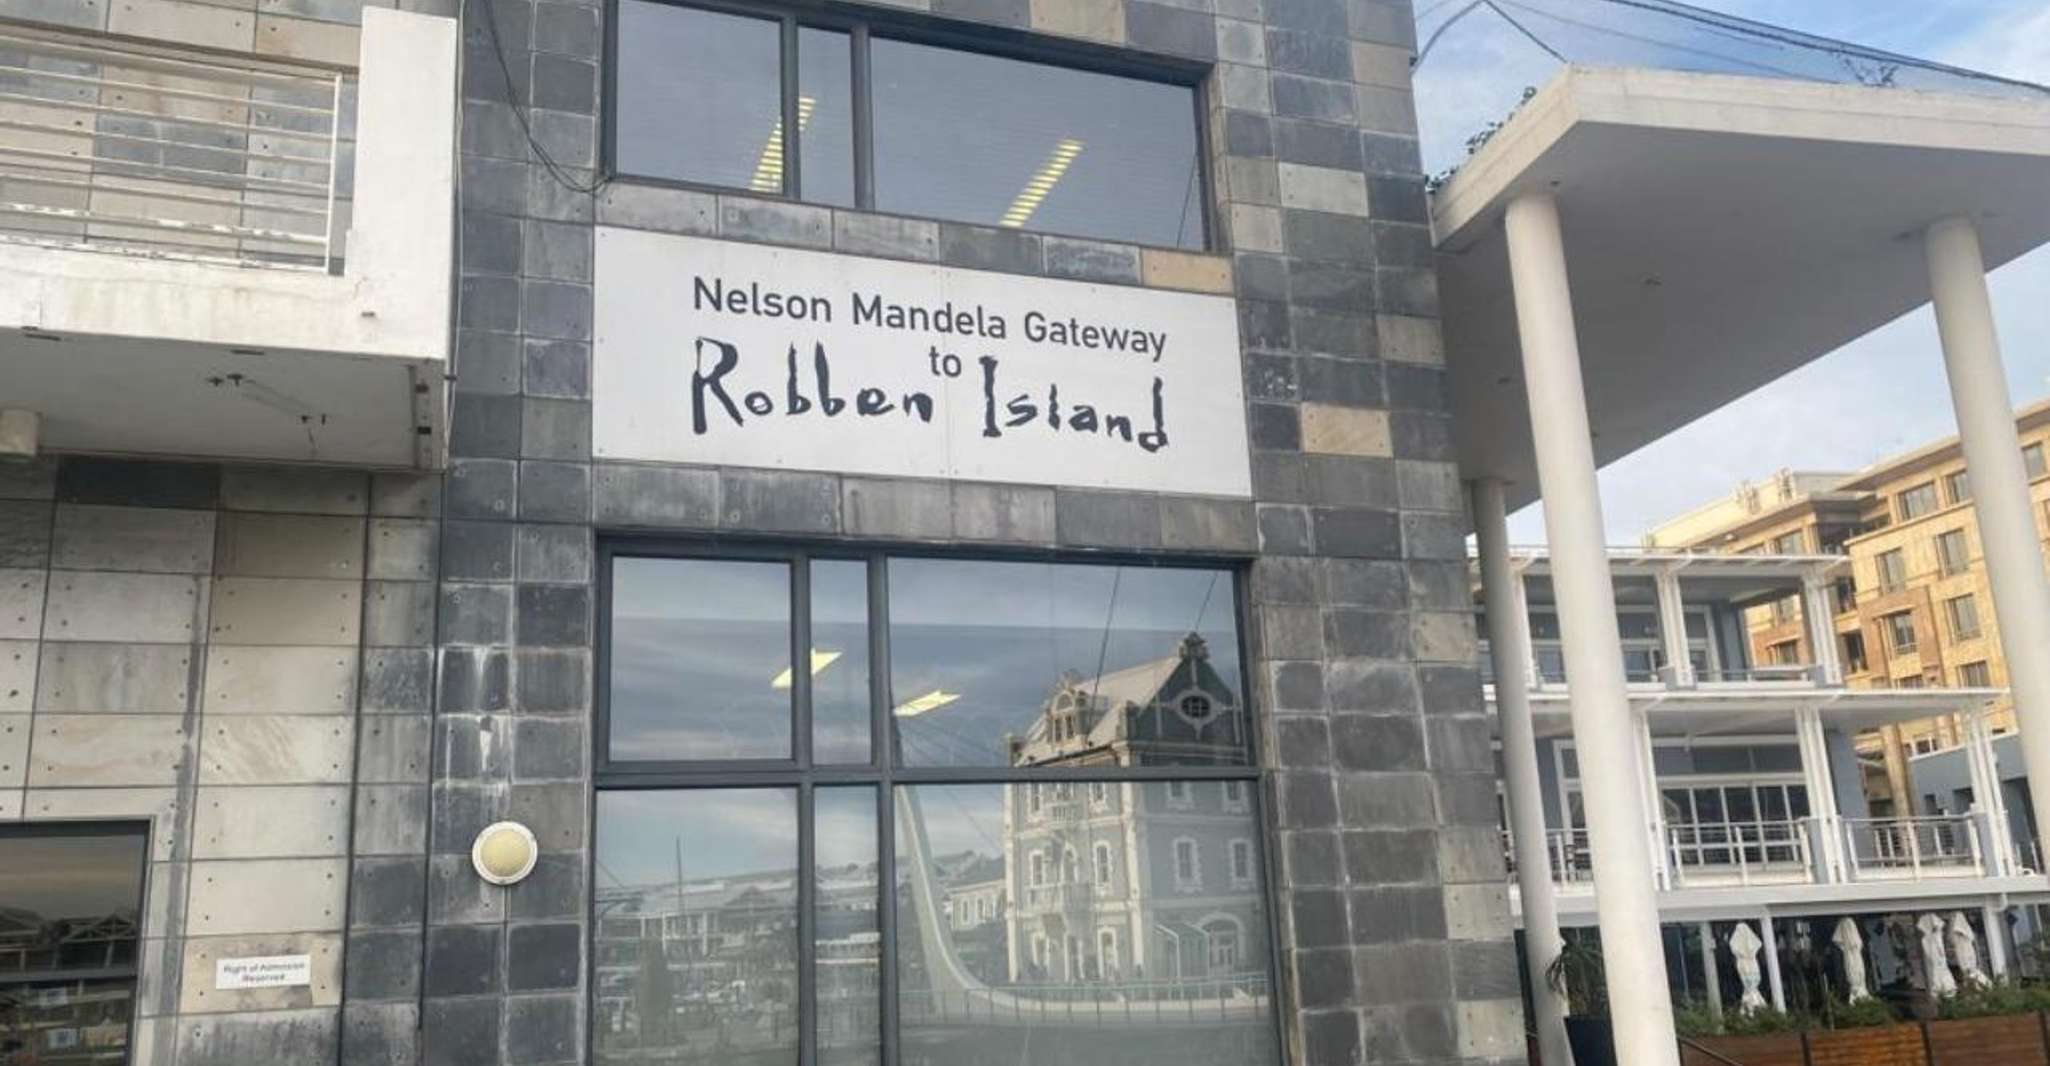 Nelson Mandela Gateway
to
Robben Island
Right of Admission
Reserved